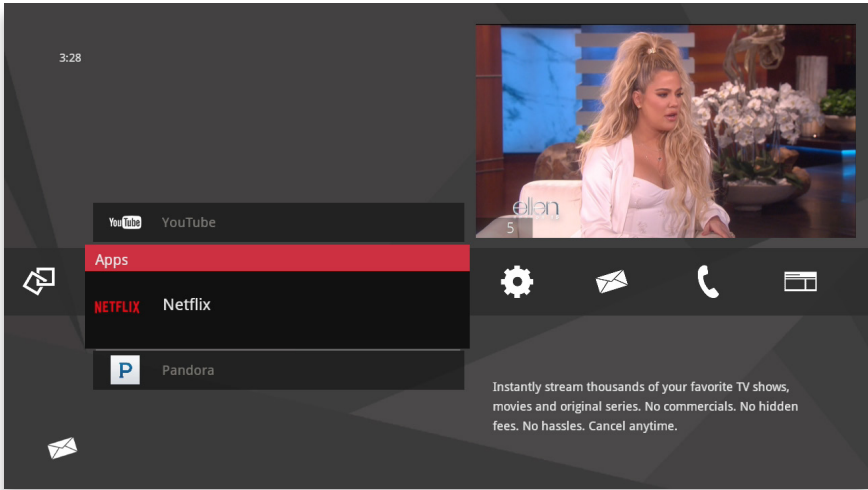 3:28
YouTube YouTube
Apps
NETFLIX Netflix
P Pandora
ellen
5
Instantly stream thousands of your favorite TV shows,
movies and original series. No commercials. No hidden
fees. No hassles. Cancel anytime.